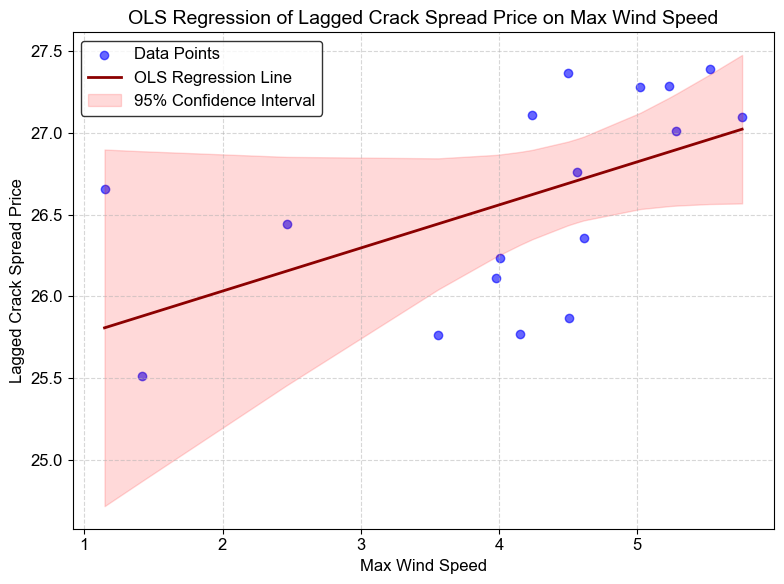 OLS Regression of Lagged Crack Spread Price on Max Wind Speed
Data Points
OLS Regression Line
95% Confidence Interval
Lagged Crack Spread Price
27.5
27.0
26.5
26.0
25.5
25.0
1 2 3 4 5
Max Wind Speed